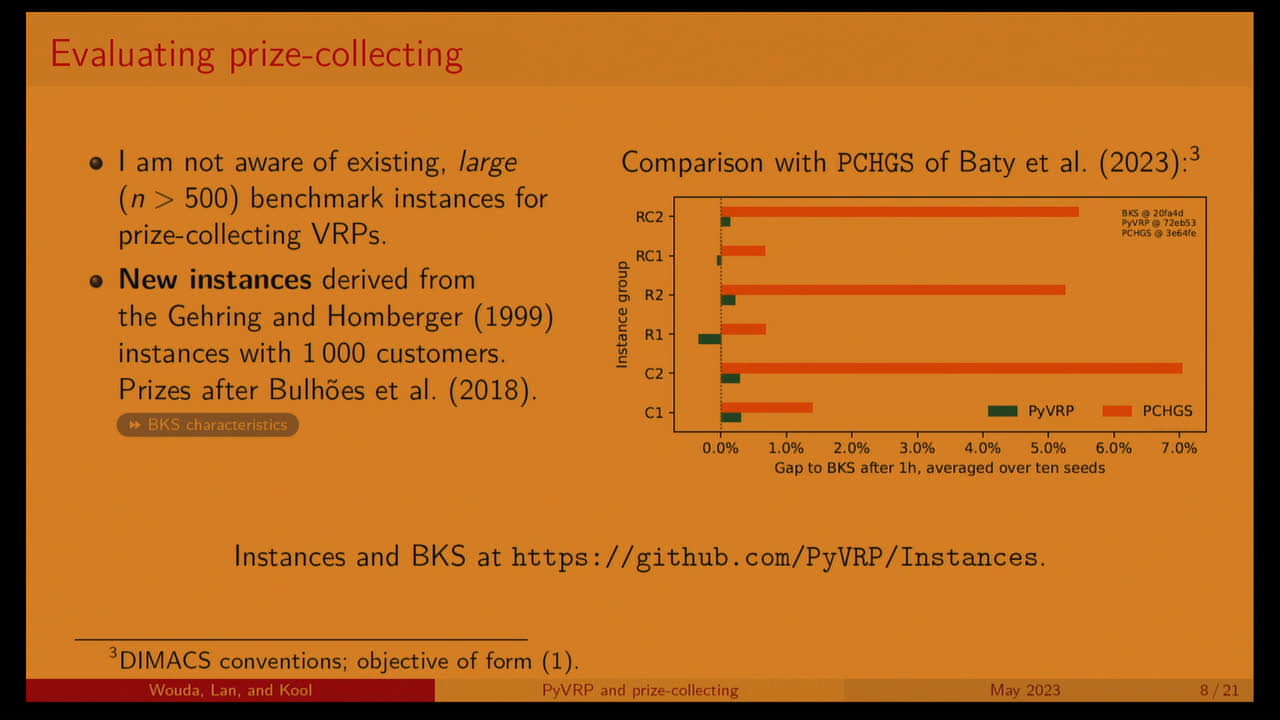 Evaluating prize-collecting
I am not aware of existing, large
(n > 500) benchmark instances for
prize-collecting VRPs.
New instances derived from
the Gehring and Homberger (1999)
instances with 1 000 customers.
Prizes after Bulhões et al. (2018).
BKS characteristics
Comparison with PCHGS of Baty et al. (2023):3
BKS @ 20fa4d
PyVRP @ 72eb53
PCHGS @ 3e64fe
Instance group
RC2
RC1
R2
R1
C2
C1
PyVRP PCHGS
0.0% 1.0% 2.0% 3.0% 4.0% 5.0% 6.0% 7.0%
Gap to BKS after 1h, averaged over ten seeds
Instances and BKS at https://github.com/PyVRP/Instances.
3DIMACS conventions; objective of form (1).
Wouda, Lan, and Kool PyVRP and prize-collecting May 2023 8 / 21